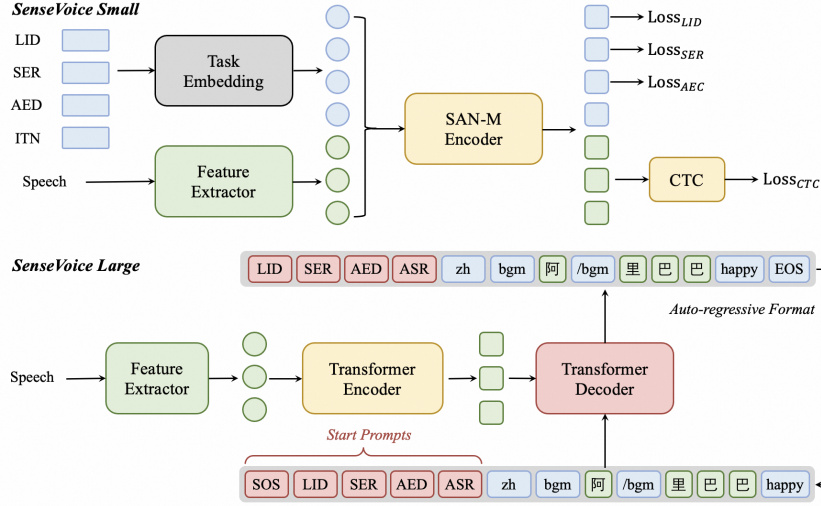 SenseVoice Small
LID
SER
AED
ITN
Task
Embedding
Speech
Feature
Extractor
SAN-M
Encoder
Loss_LID
Loss_SER
Loss_AEC
CTC
Loss_CTC
SenseVoice Large
LID SER AED ASR zh bgm 阿 /bgm 里 巴 巴 happy EOS
Auto-regressive Format
Speech
Feature
Extractor
Transformer
Encoder
Transformer
Decoder
Start Prompts
SOS LID SER AED ASR zh bgm 阿 /bgm 里 巴 巴 happy